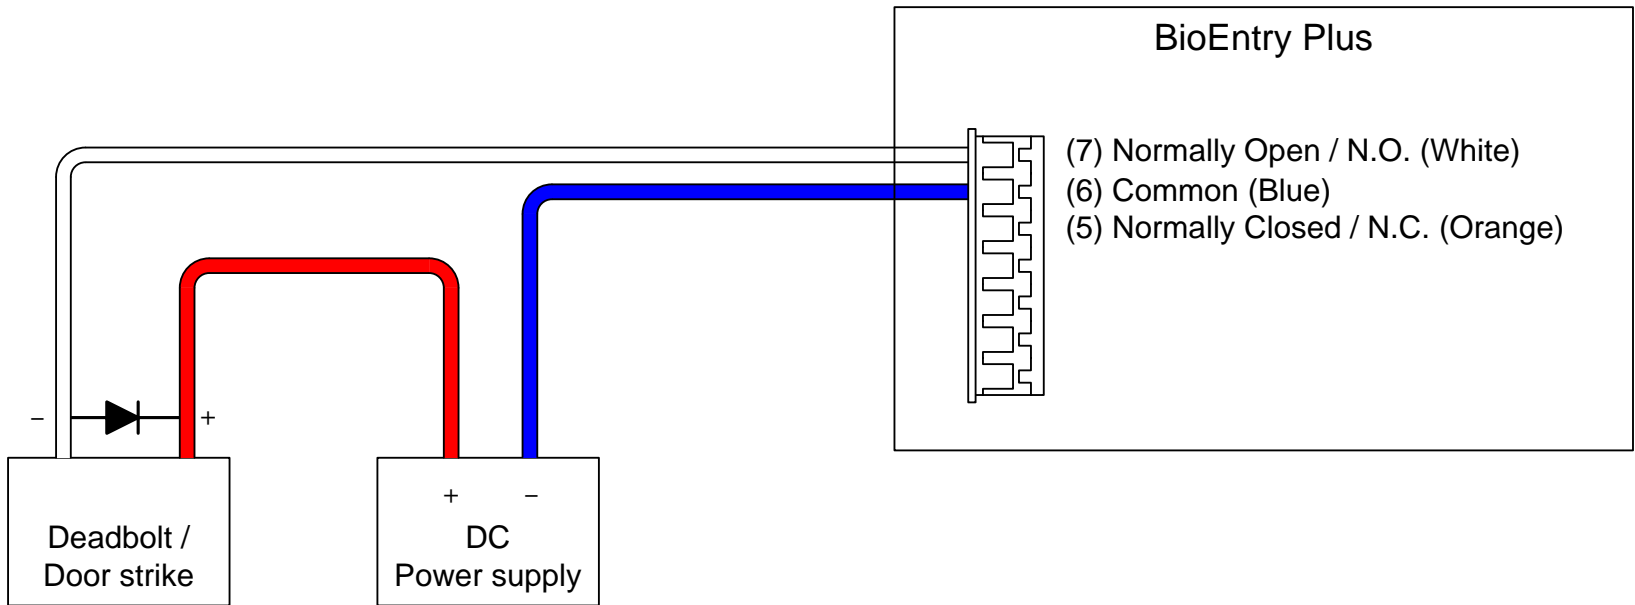 BioEntry Plus
(7) Normally Open / N.O. (White)
(6) Common (Blue)
(5) Normally Closed / N.C. (Orange)
– +
+ –
Deadbolt /
Door strike
DC
Power supply